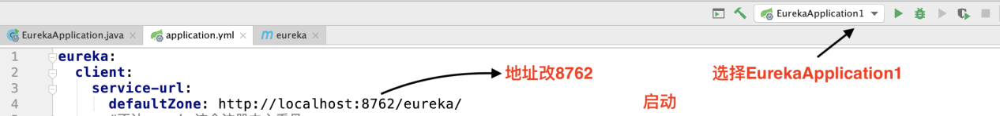 EurekaApplication1
EurekaApplication.java
application.yml
eureka
1 eureka:
2 client:
3 service-url:
4 defaultZone: http://localhost:8762/eureka/
地址改8762
选择EurekaApplication1
启动